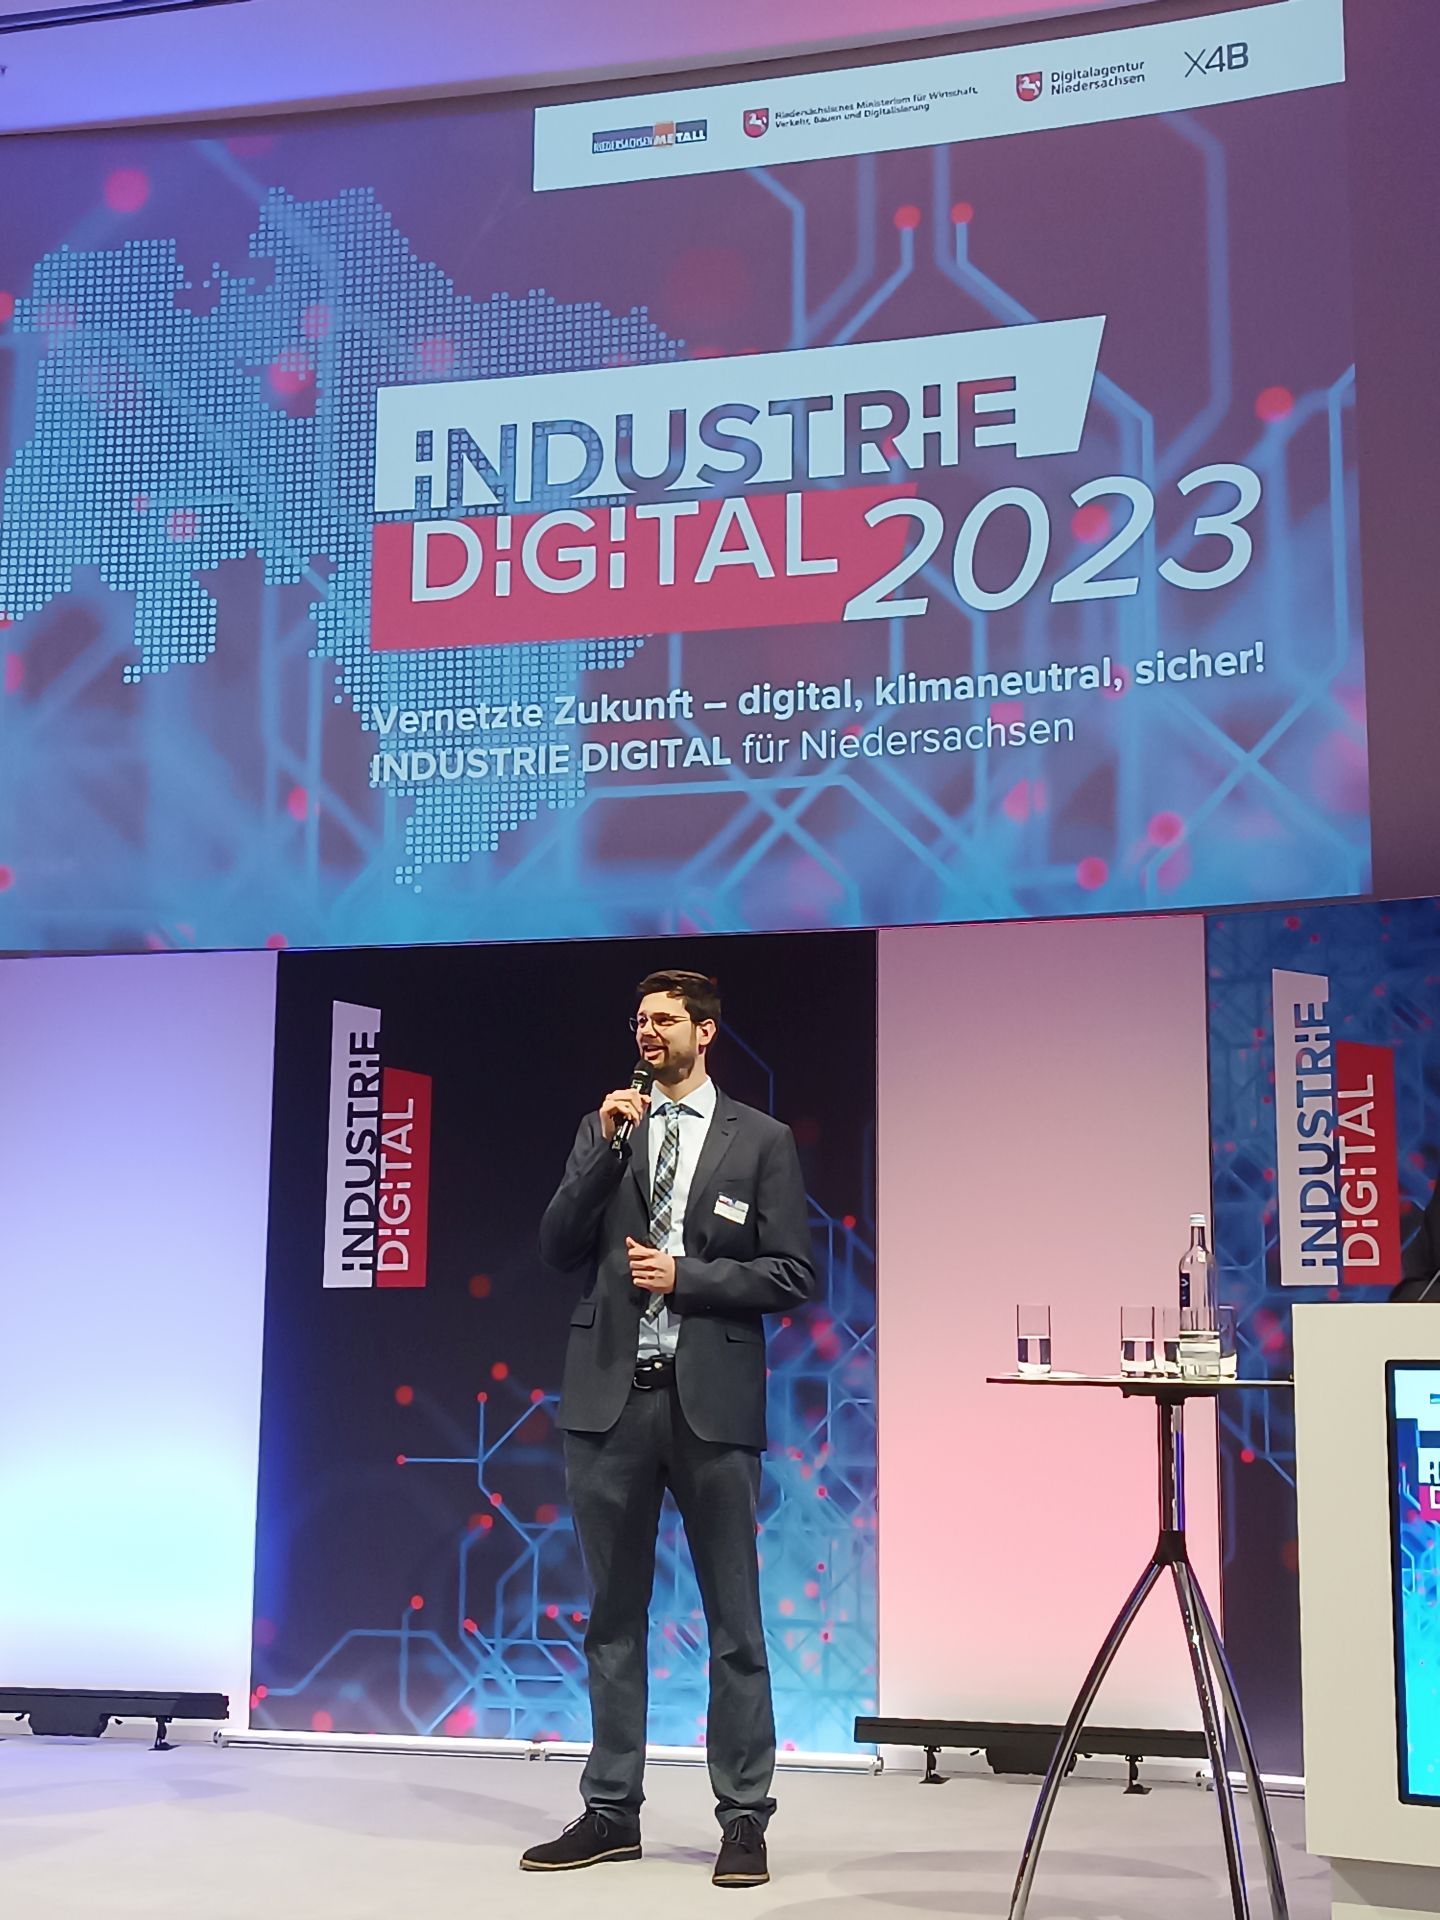 NIEDERSACHSENMETALL
Niedersächsisches Ministerium für Wirtschaft,
Verkehr, Bauen und Digitalisierung
Digitalagentur
Niedersachsen
X4B
INDUSTRIE
DIGITAL 2023
Vernetzte Zukunft – digital, klimaneutral, sicher!
INDUSTRIE DIGITAL für Niedersachsen
INDUSTRIE
DIGITAL
INDUSTRIE
DIGITAL